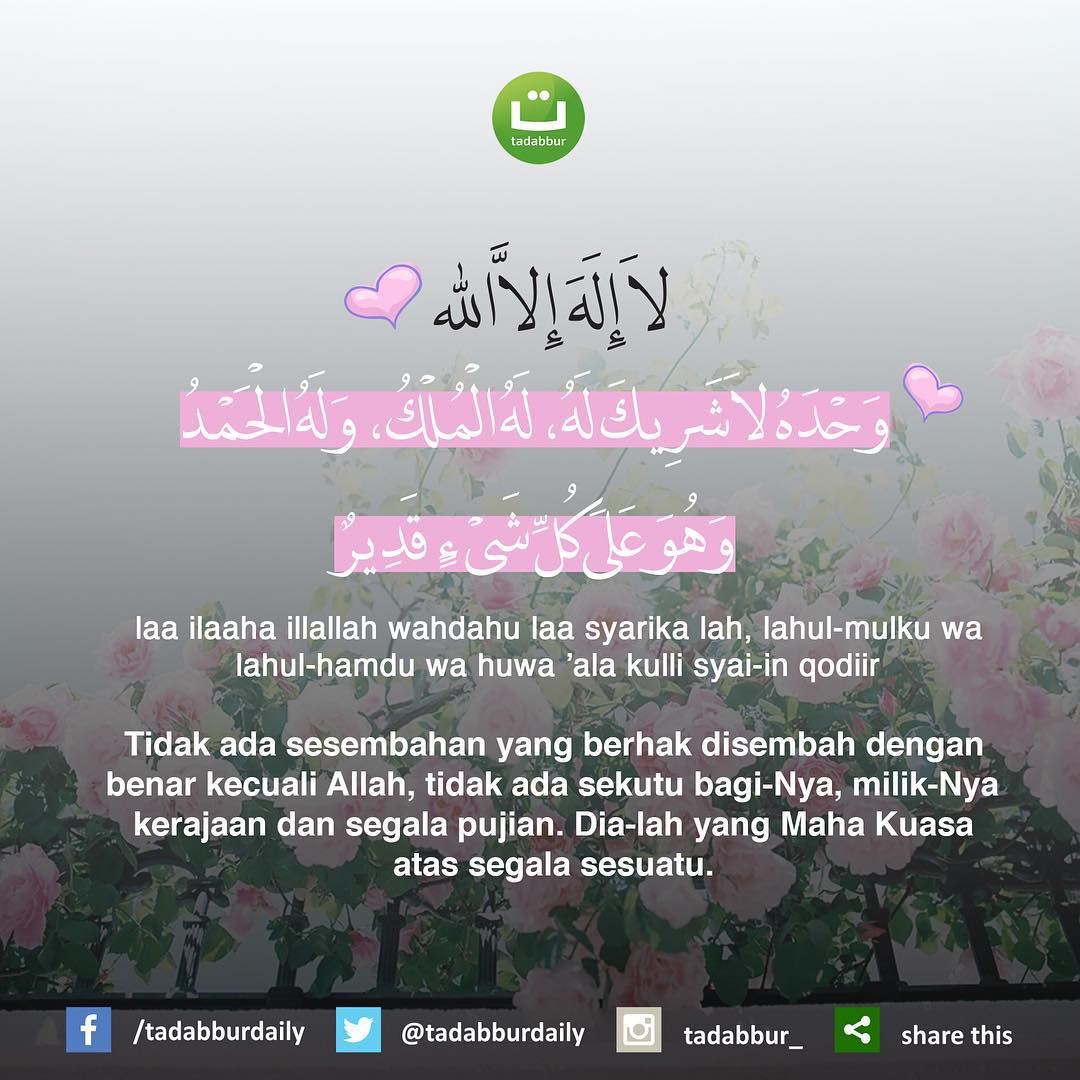 ت
tadabbur
لاَ إِلَهَ إِلاَّ اللهُ
وَحْدَهُ لاَ شَرِيكَ لَهُ، لَهُ الْمُلْكُ، وَلَهُ الْحَمْدُ
وَهُوَ عَلَى كُلِّ شَىْءٍ قَدِيرٌ
laa ilaaha illallah wahdahu laa syarika lah, lahul-mulku wa
lahul-hamdu wa huwa ’ala kulli syai-in qodiir
Tidak ada sesembahan yang berhak disembah dengan
benar kecuali Allah, tidak ada sekutu bagi-Nya, milik-Nya
kerajaan dan segala pujian. Dia-lah yang Maha Kuasa
atas segala sesuatu.
f /tadabburdaily @tadabburdaily tadabbur_ share this